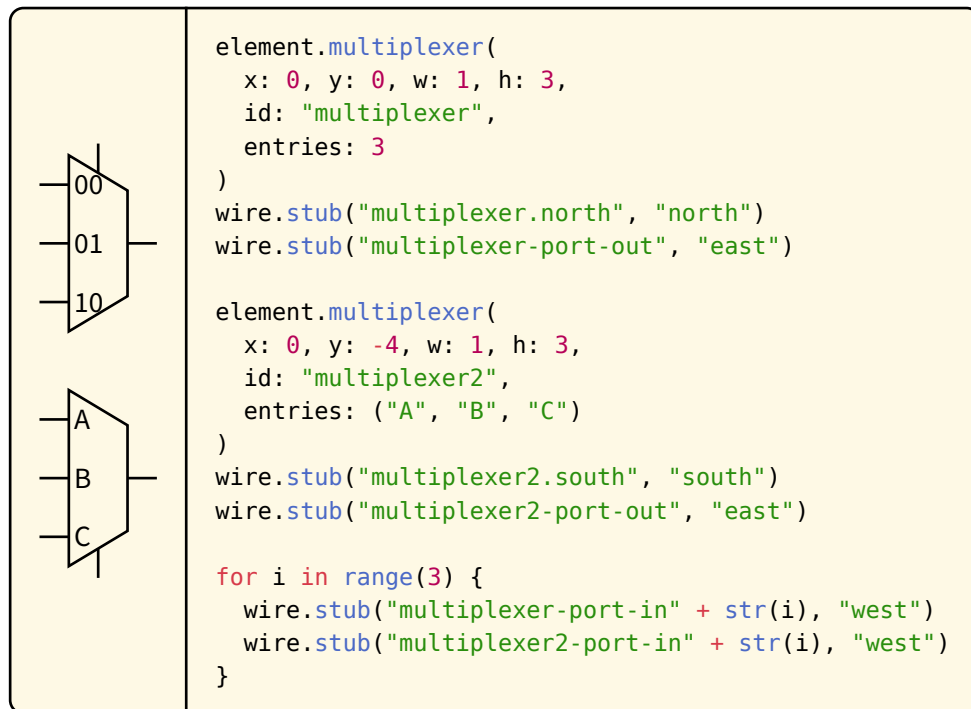 00
01
10
A
B
C
element.multiplexer(
  x: 0, y: 0, w: 1, h: 3,
  id: "multiplexer",
  entries: 3
)
wire.stub("multiplexer.north", "north")
wire.stub("multiplexer-port-out", "east")
element.multiplexer(
  x: 0, y: -4, w: 1, h: 3,
  id: "multiplexer2",
  entries: ("A", "B", "C")
)
wire.stub("multiplexer2.south", "south")
wire.stub("multiplexer2-port-out", "east")
for i in range(3) {
  wire.stub("multiplexer-port-in" + str(i), "west")
  wire.stub("multiplexer2-port-in" + str(i), "west")
}